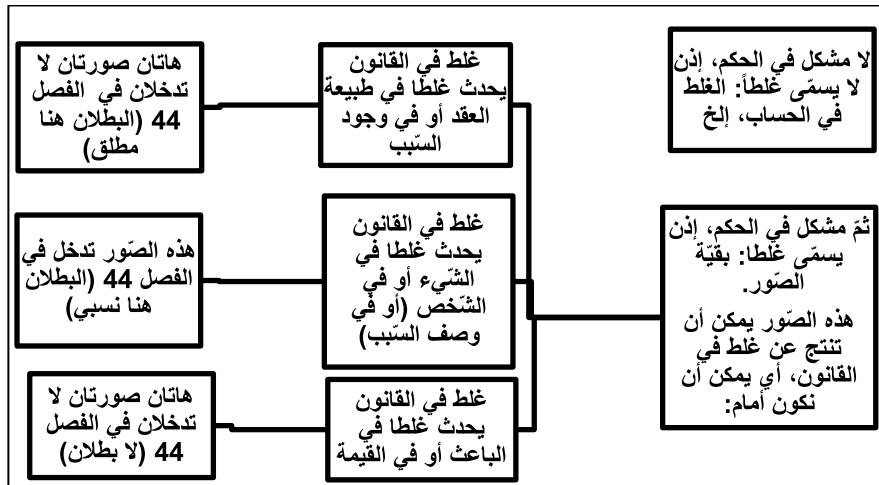 لا مشكل في الحكم، إذن
لا يسمّى غلطاً: الغلط
في الحساب، إلخ
ثمّ مشكل في الحكم، إذن
يسمّى غلطا: بقيّة
الصّور.
هذه الصّور يمكن أن
تنتج عن غلط في
القانون، أي يمكن أن
نكون أمام:
غلط في القانون
يحدث غلطا في طبيعة
العقد أو في وجود
السّبب
هاتان صورتان لا
تدخلان في الفصل
44 (البطلان هنا
مطلق)
غلط في القانون
يحدث غلطا في
الشّيء أو في
الشّخص (أو في
وصف السّبب)
هذه الصّور تدخل في
الفصل 44 (البطلان
هنا نسبي)
غلط في القانون
يحدث غلطا في
الباعث أو في القيمة
هاتان صورتان لا
تدخلان في الفصل
44 (لا بطلان)